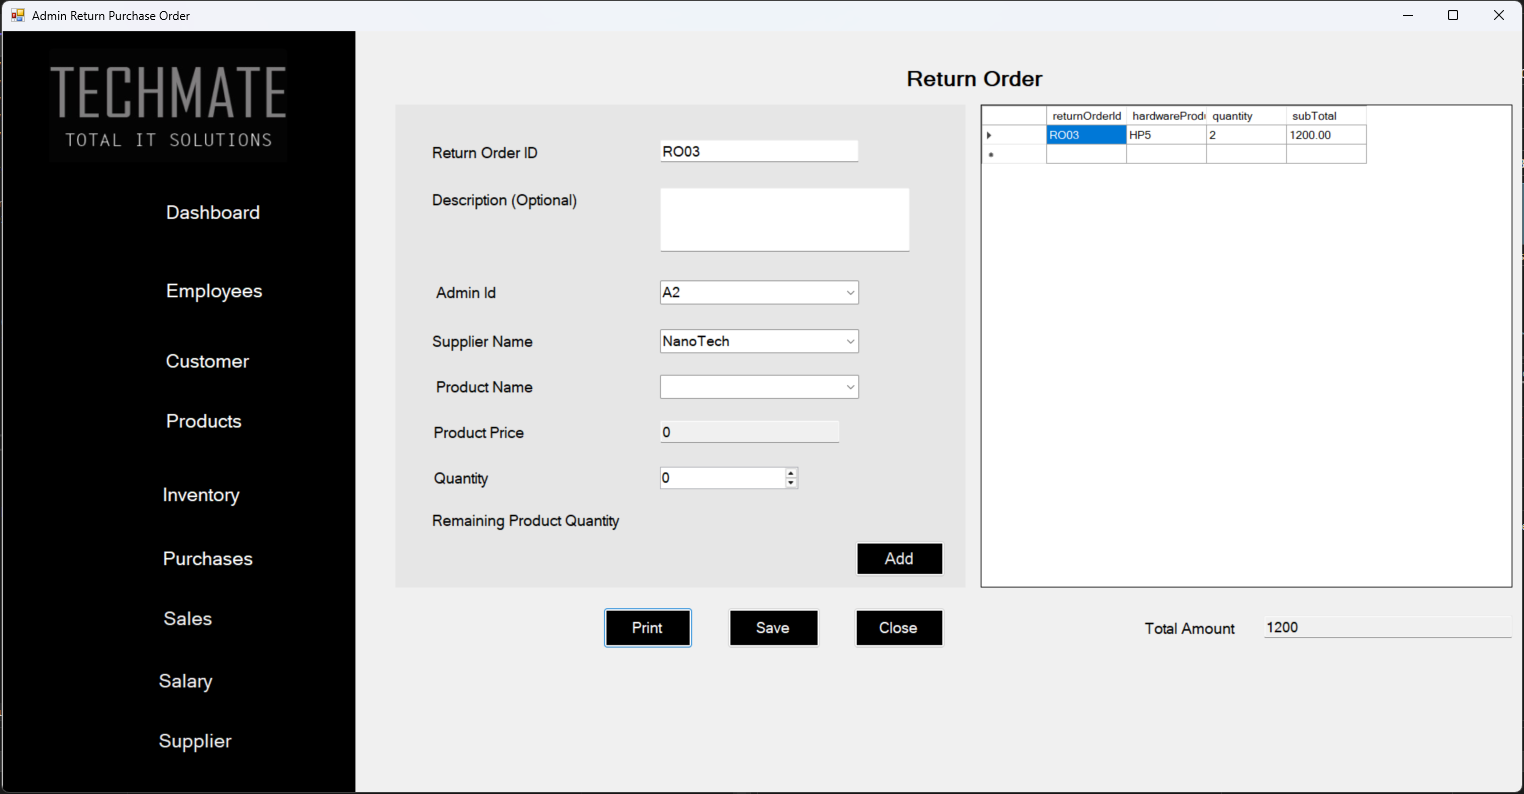 Admin Return Purchase Order
TECHMATE
TOTAL IT SOLUTIONS
Dashboard
Employees
Customer
Products
Inventory
Purchases
Sales
Salary
Supplier
Return Order
Return Order ID RO03
Description (Optional)
Admin Id A2
Supplier Name NanoTech
Product Name
Product Price 0
Quantity 0
Remaining Product Quantity
Add
Print Save Close
returnOrderId hardwareProdu quantity subTotal
RO03 HP5 2 1200.00
Total Amount 1200